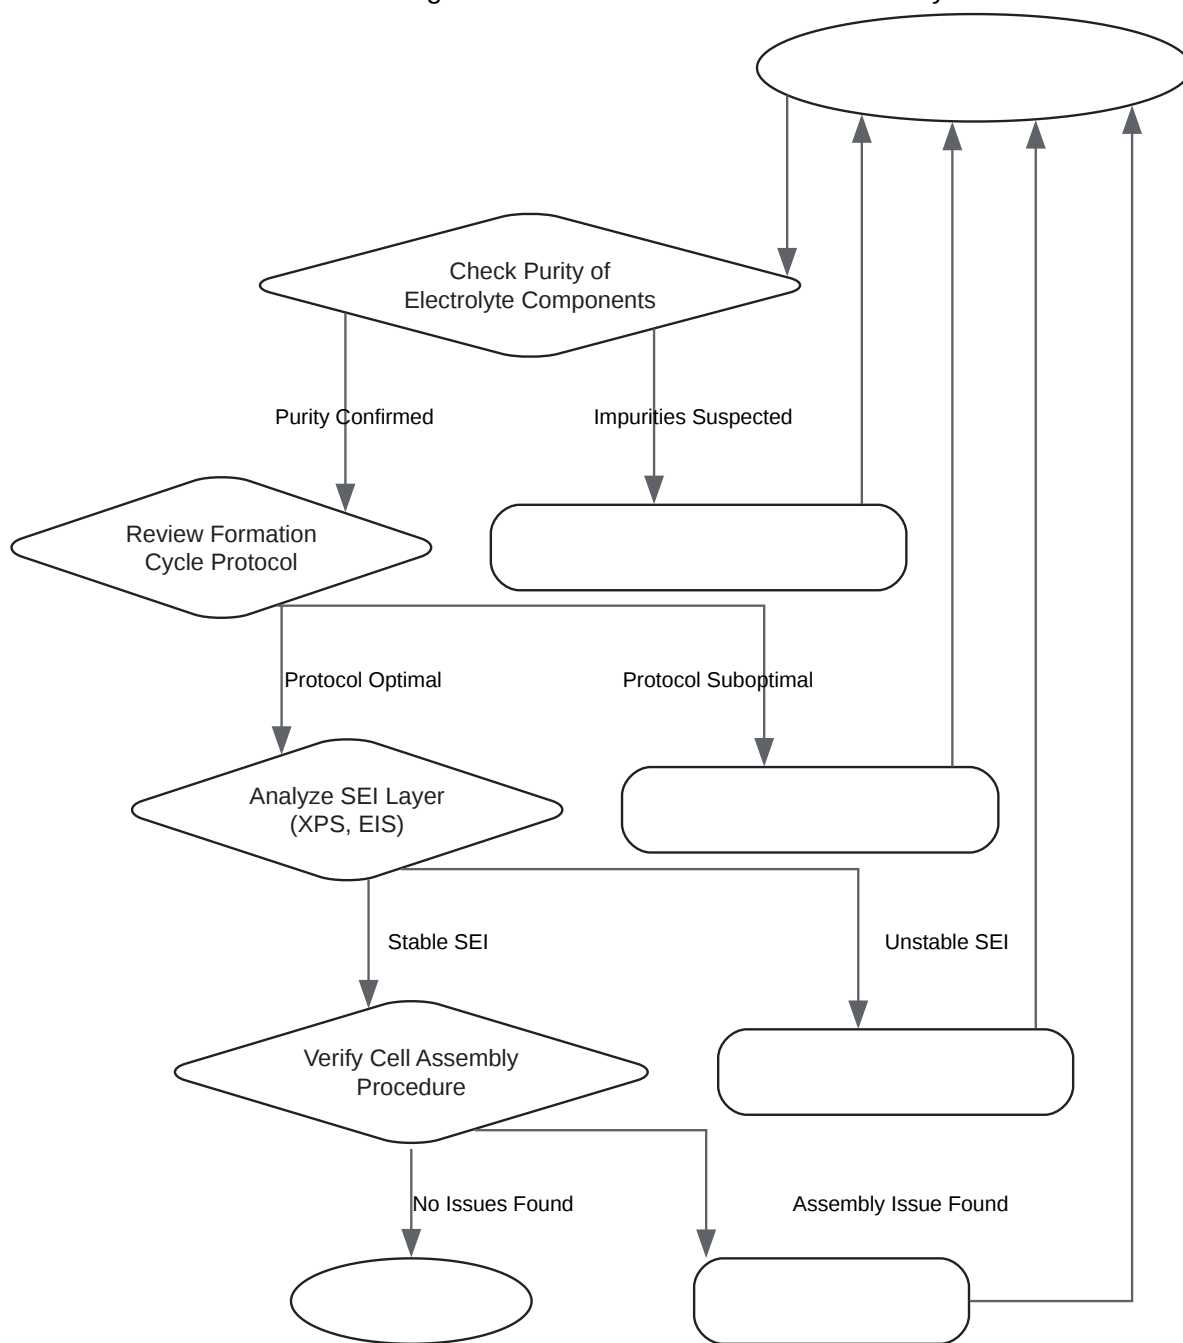 Check Purity of
Electrolyte Components
Purity Confirmed
Impurities Suspected
Review Formation
Cycle Protocol
Protocol Optimal
Protocol Suboptimal
Analyze SEI Layer
(XPS, EIS)
Stable SEI
Unstable SEI
Verify Cell Assembly
Procedure
No Issues Found
Assembly Issue Found